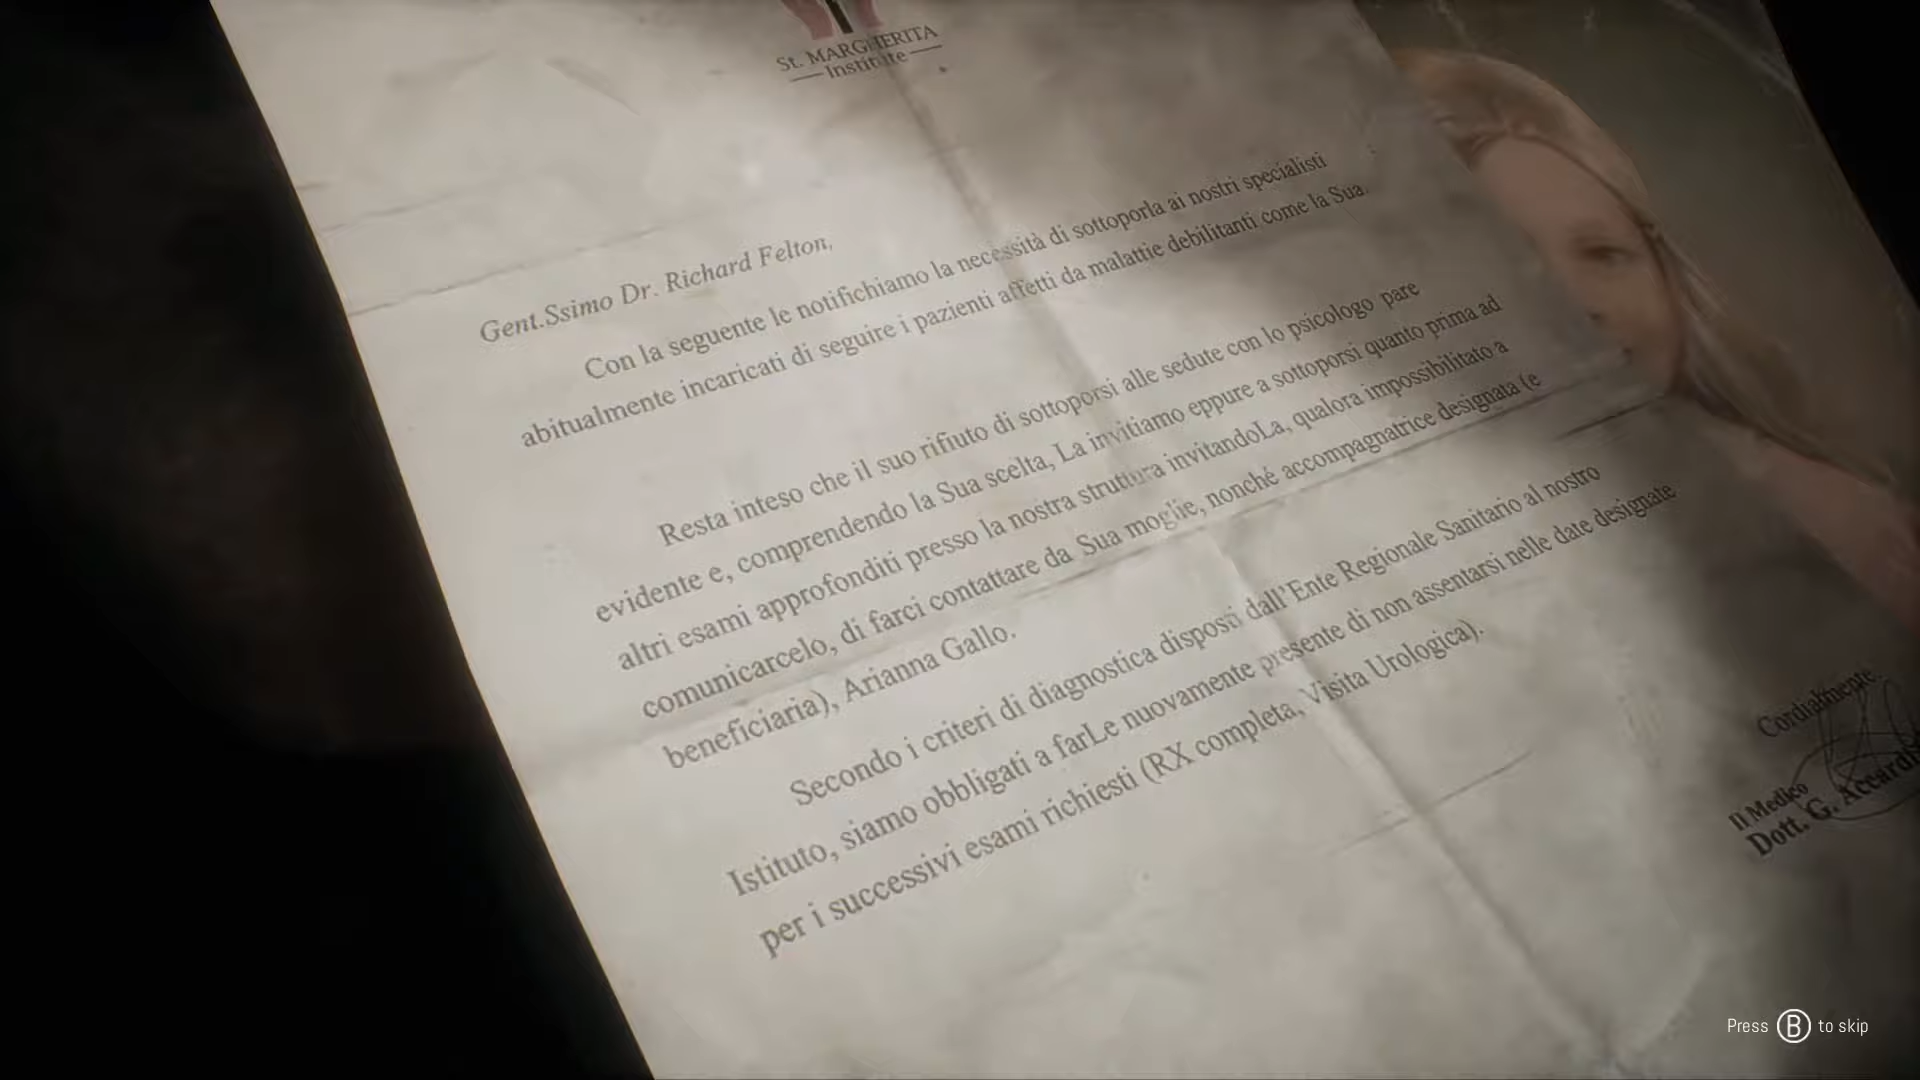 St. MARGHERITA
Institute
Gent.Ssimo Dr. Richard Felton,
Con la seguente le notifichiamo la necessità di sottoporla ai nostri specialisti
abitualmente incaricati di seguire i pazienti affetti da malattie debilitanti come la Sua.
Resta inteso che il suo rifiuto di sottoporsi alle sedute con lo psicologo pare
evidente e, comprendendo la Sua scelta, La invitiamo eppure a sottoporsi quanto prima ad
altri esami approfonditi presso la nostra struttura invitandoLa, qualora impossibilitato a
comunicarcelo, di farci contattare da Sua moglie, nonché accompagnatrice designata (e
beneficiaria), Arianna Gallo.
Secondo i criteri di diagnostica disposti dall'Ente Regionale Sanitario al nostro
Istituto, siamo obbligati a farLe nuovamente presente di non assentarsi nelle date designate
per i successivi esami richiesti (RX completa, Visita Urologica).
Cordialmente,
Il Medico
Dott. G.
Press B to skip